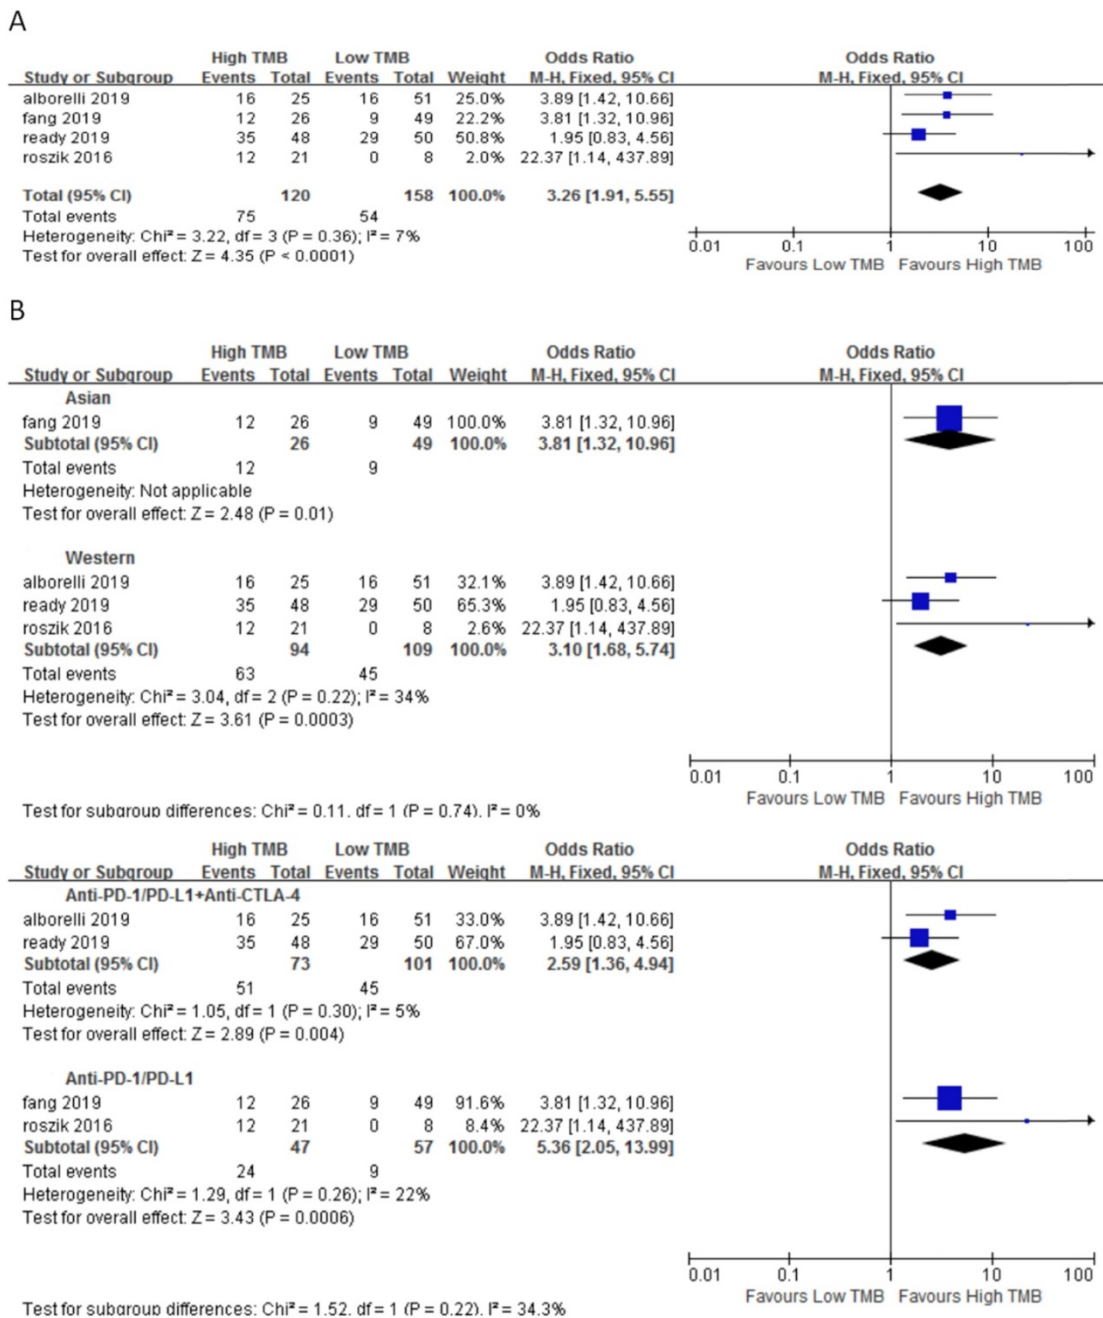 A
High TMB Low TMB Odds Ratio Odds Ratio
Study or Subgroup Events Total Events Total Weight M-H, Fixed, 95% CI M-H, Fixed, 95% CI
alborelli 2019 16 25 16 51 25.0% 3.89 [1.42, 10.66]
fang 2019 12 26 9 49 22.2% 3.81 [1.32, 10.96]
ready 2019 35 48 29 50 50.8% 1.95 [0.83, 4.56]
roszik 2016 12 21 0 8 2.0% 22.37 [1.14, 437.89]
Total (95% CI) 120 158 100.0% 3.26 [1.91, 5.55]
Total events 75 54
Heterogeneity: Chi² = 3.22, df = 3 (P = 0.36); I² = 7%
Test for overall effect: Z = 4.35 (P < 0.0001)
0.01 0.1 1 10 100
Favours Low TMB Favours High TMB
B
High TMB Low TMB Odds Ratio Odds Ratio
Study or Subgroup Events Total Events Total Weight M-H, Fixed, 95% CI M-H, Fixed, 95% CI
Asian
fang 2019 12 26 9 49 100.0% 3.81 [1.32, 10.96]
Subtotal (95% CI) 26 49 100.0% 3.81 [1.32, 10.96]
Total events 12 9
Heterogeneity: Not applicable
Test for overall effect: Z = 2.48 (P = 0.01)
Western
alborelli 2019 16 25 16 51 32.1% 3.89 [1.42, 10.66]
ready 2019 35 48 29 50 65.3% 1.95 [0.83, 4.56]
roszik 2016 12 21 0 8 2.6% 22.37 [1.14, 437.89]
Subtotal (95% CI) 94 109 100.0% 3.10 [1.68, 5.74]
Total events 63 45
Heterogeneity: Chi² = 3.04, df = 2 (P = 0.22); I² = 34%
Test for overall effect: Z = 3.61 (P = 0.0003)
0.01 0.1 1 10 100
Favours Low TMB Favours High TMB
Test for subgroup differences: Chi² = 0.11, df = 1 (P = 0.74), I² = 0%
High TMB Low TMB Odds Ratio Odds Ratio
Study or Subgroup Events Total Events Total Weight M-H, Fixed, 95% CI M-H, Fixed, 95% CI
Anti-PD-1/PD-L1+Anti-CTLA-4
alborelli 2019 16 25 16 51 33.0% 3.89 [1.42, 10.66]
ready 2019 35 48 29 50 67.0% 1.95 [0.83, 4.56]
Subtotal (95% CI) 73 101 100.0% 2.59 [1.36, 4.94]
Total events 51 45
Heterogeneity: Chi² = 1.05, df = 1 (P = 0.30); I² = 5%
Test for overall effect: Z = 2.89 (P = 0.004)
Anti-PD-1/PD-L1
fang 2019 12 26 9 49 91.6% 3.81 [1.32, 10.96]
roszik 2016 12 21 0 8 8.4% 22.37 [1.14, 437.89]
Subtotal (95% CI) 47 57 100.0% 5.36 [2.05, 13.99]
Total events 24 9
Heterogeneity: Chi² = 1.29, df = 1 (P = 0.26); I² = 22%
Test for overall effect: Z = 3.43 (P = 0.0006)
0.01 0.1 1 10 100
Favours Low TMB Favours High TMB
Test for subgroup differences: Chi² = 1.52, df = 1 (P = 0.22), I² = 34.3%